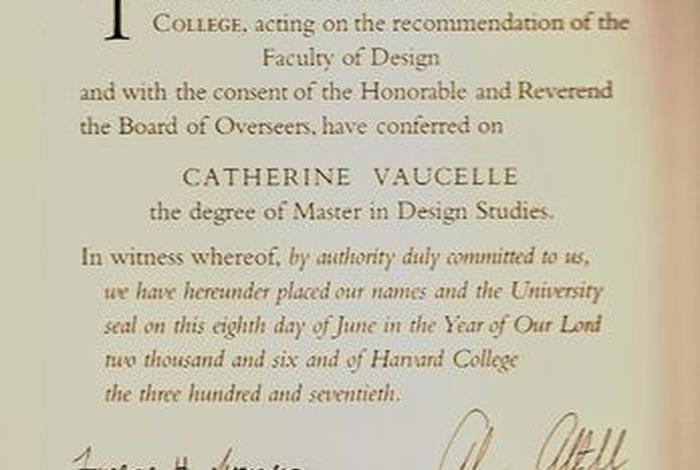 T
COLLEGE, acting on the recommendation of the
Faculty of Design
and with the consent of the Honorable and Reverend
the Board of Overseers, have conferred on
CATHERINE VAUCELLE
the degree of Master in Design Studies.
In witness whereof, by authority duly committed to us,
we have hereunder placed our names and the University
seal on this eighth day of June in the Year of Our Lord
two thousand and six and of Harvard College
the three hundred and seventieth.